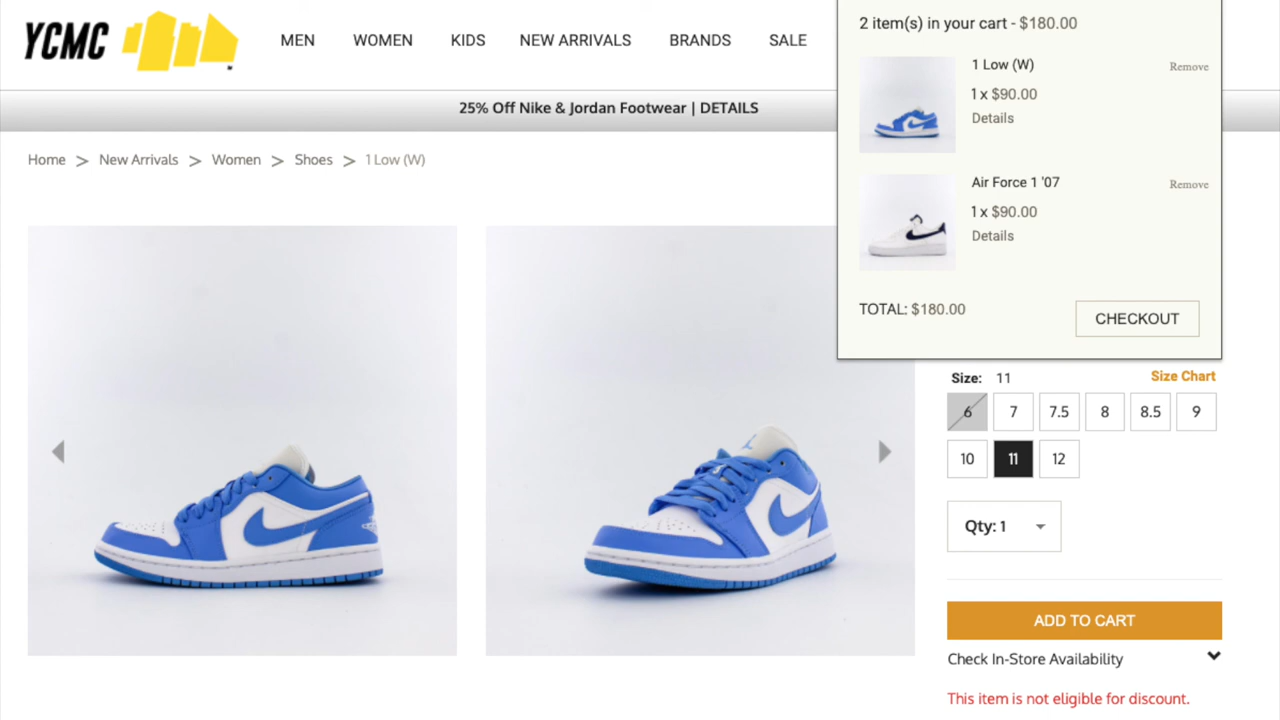 YCMC
MEN WOMEN KIDS NEW ARRIVALS BRANDS SALE
2 item(s) in your cart - $180.00
1 Low (W)
Remove
1 x $90.00
Details
Air Force 1 '07
Remove
1 x $90.00
Details
TOTAL: $180.00
CHECKOUT
25% Off Nike & Jordan Footwear | DETAILS
Home > New Arrivals > Women > Shoes > 1 Low (W)
Size: 11
Size Chart
6 7 7.5 8 8.5 9
10 11 12
Qty: 1
ADD TO CART
Check In-Store Availability
This item is not eligible for discount.